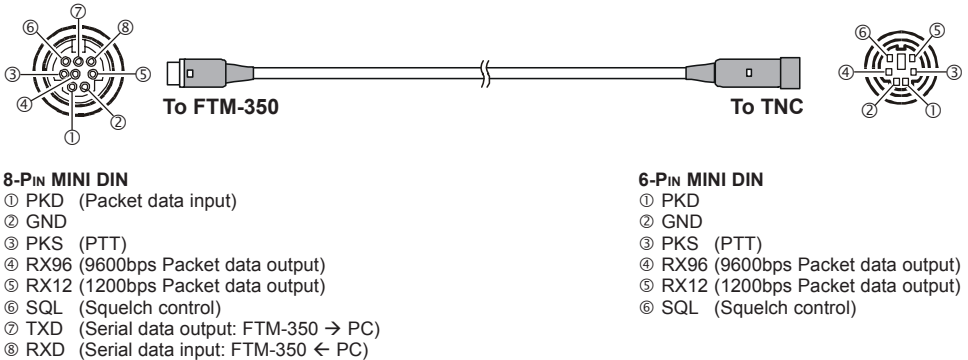 ⑦
⑥ ⑧
③ ⑤
④ ②
①
To FTM-350
To TNC
⑥ ⑤
④ ③
② ①
8-PIN MINI DIN
① PKD (Packet data input)
② GND
③ PKS (PTT)
④ RX96 (9600bps Packet data output)
⑤ RX12 (1200bps Packet data output)
⑥ SQL (Squelch control)
⑦ TXD (Serial data output: FTM-350 → PC)
⑧ RXD (Serial data input: FTM-350 ← PC)
6-PIN MINI DIN
① PKD
② GND
③ PKS (PTT)
④ RX96 (9600bps Packet data output)
⑤ RX12 (1200bps Packet data output)
⑥ SQL (Squelch control)